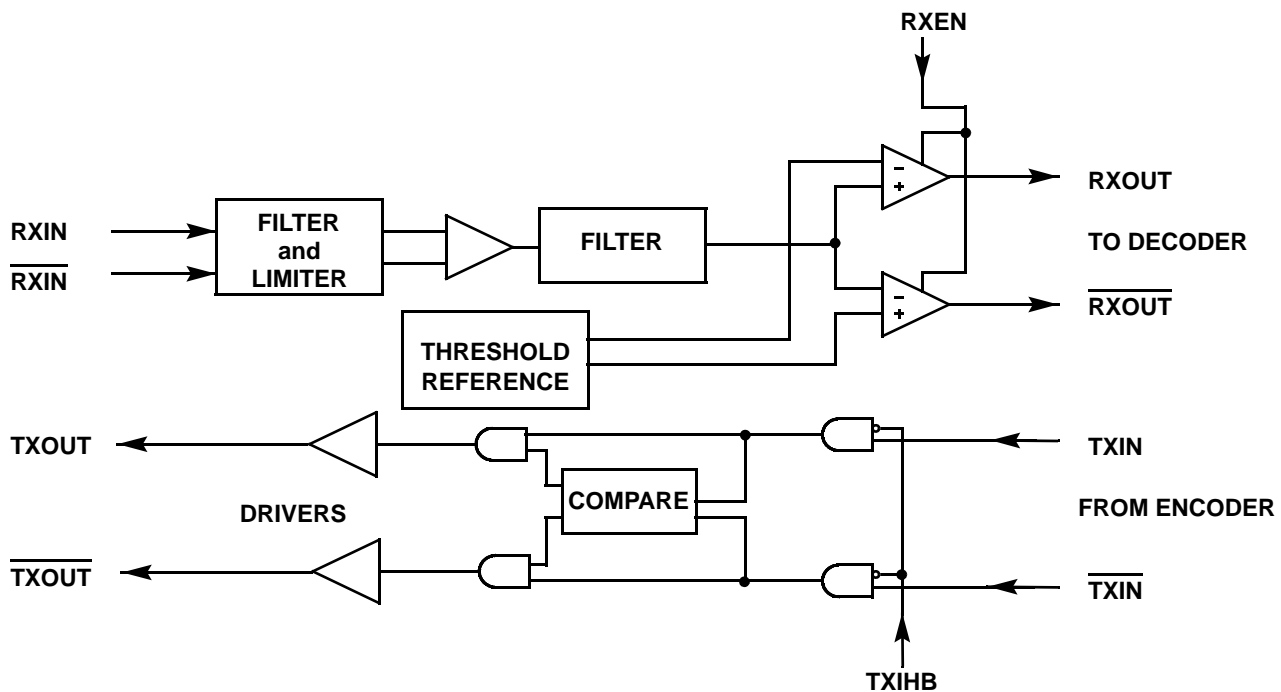 RXEN
-
+
RXOUT
RXIN
FILTER
and
LIMITER
FILTER
TO DECODER
RXIN
-
+
RXOUT
THRESHOLD
REFERENCE
TXOUT
TXIN
COMPARE
DRIVERS
FROM ENCODER
TXOUT
TXIN
TXIHB